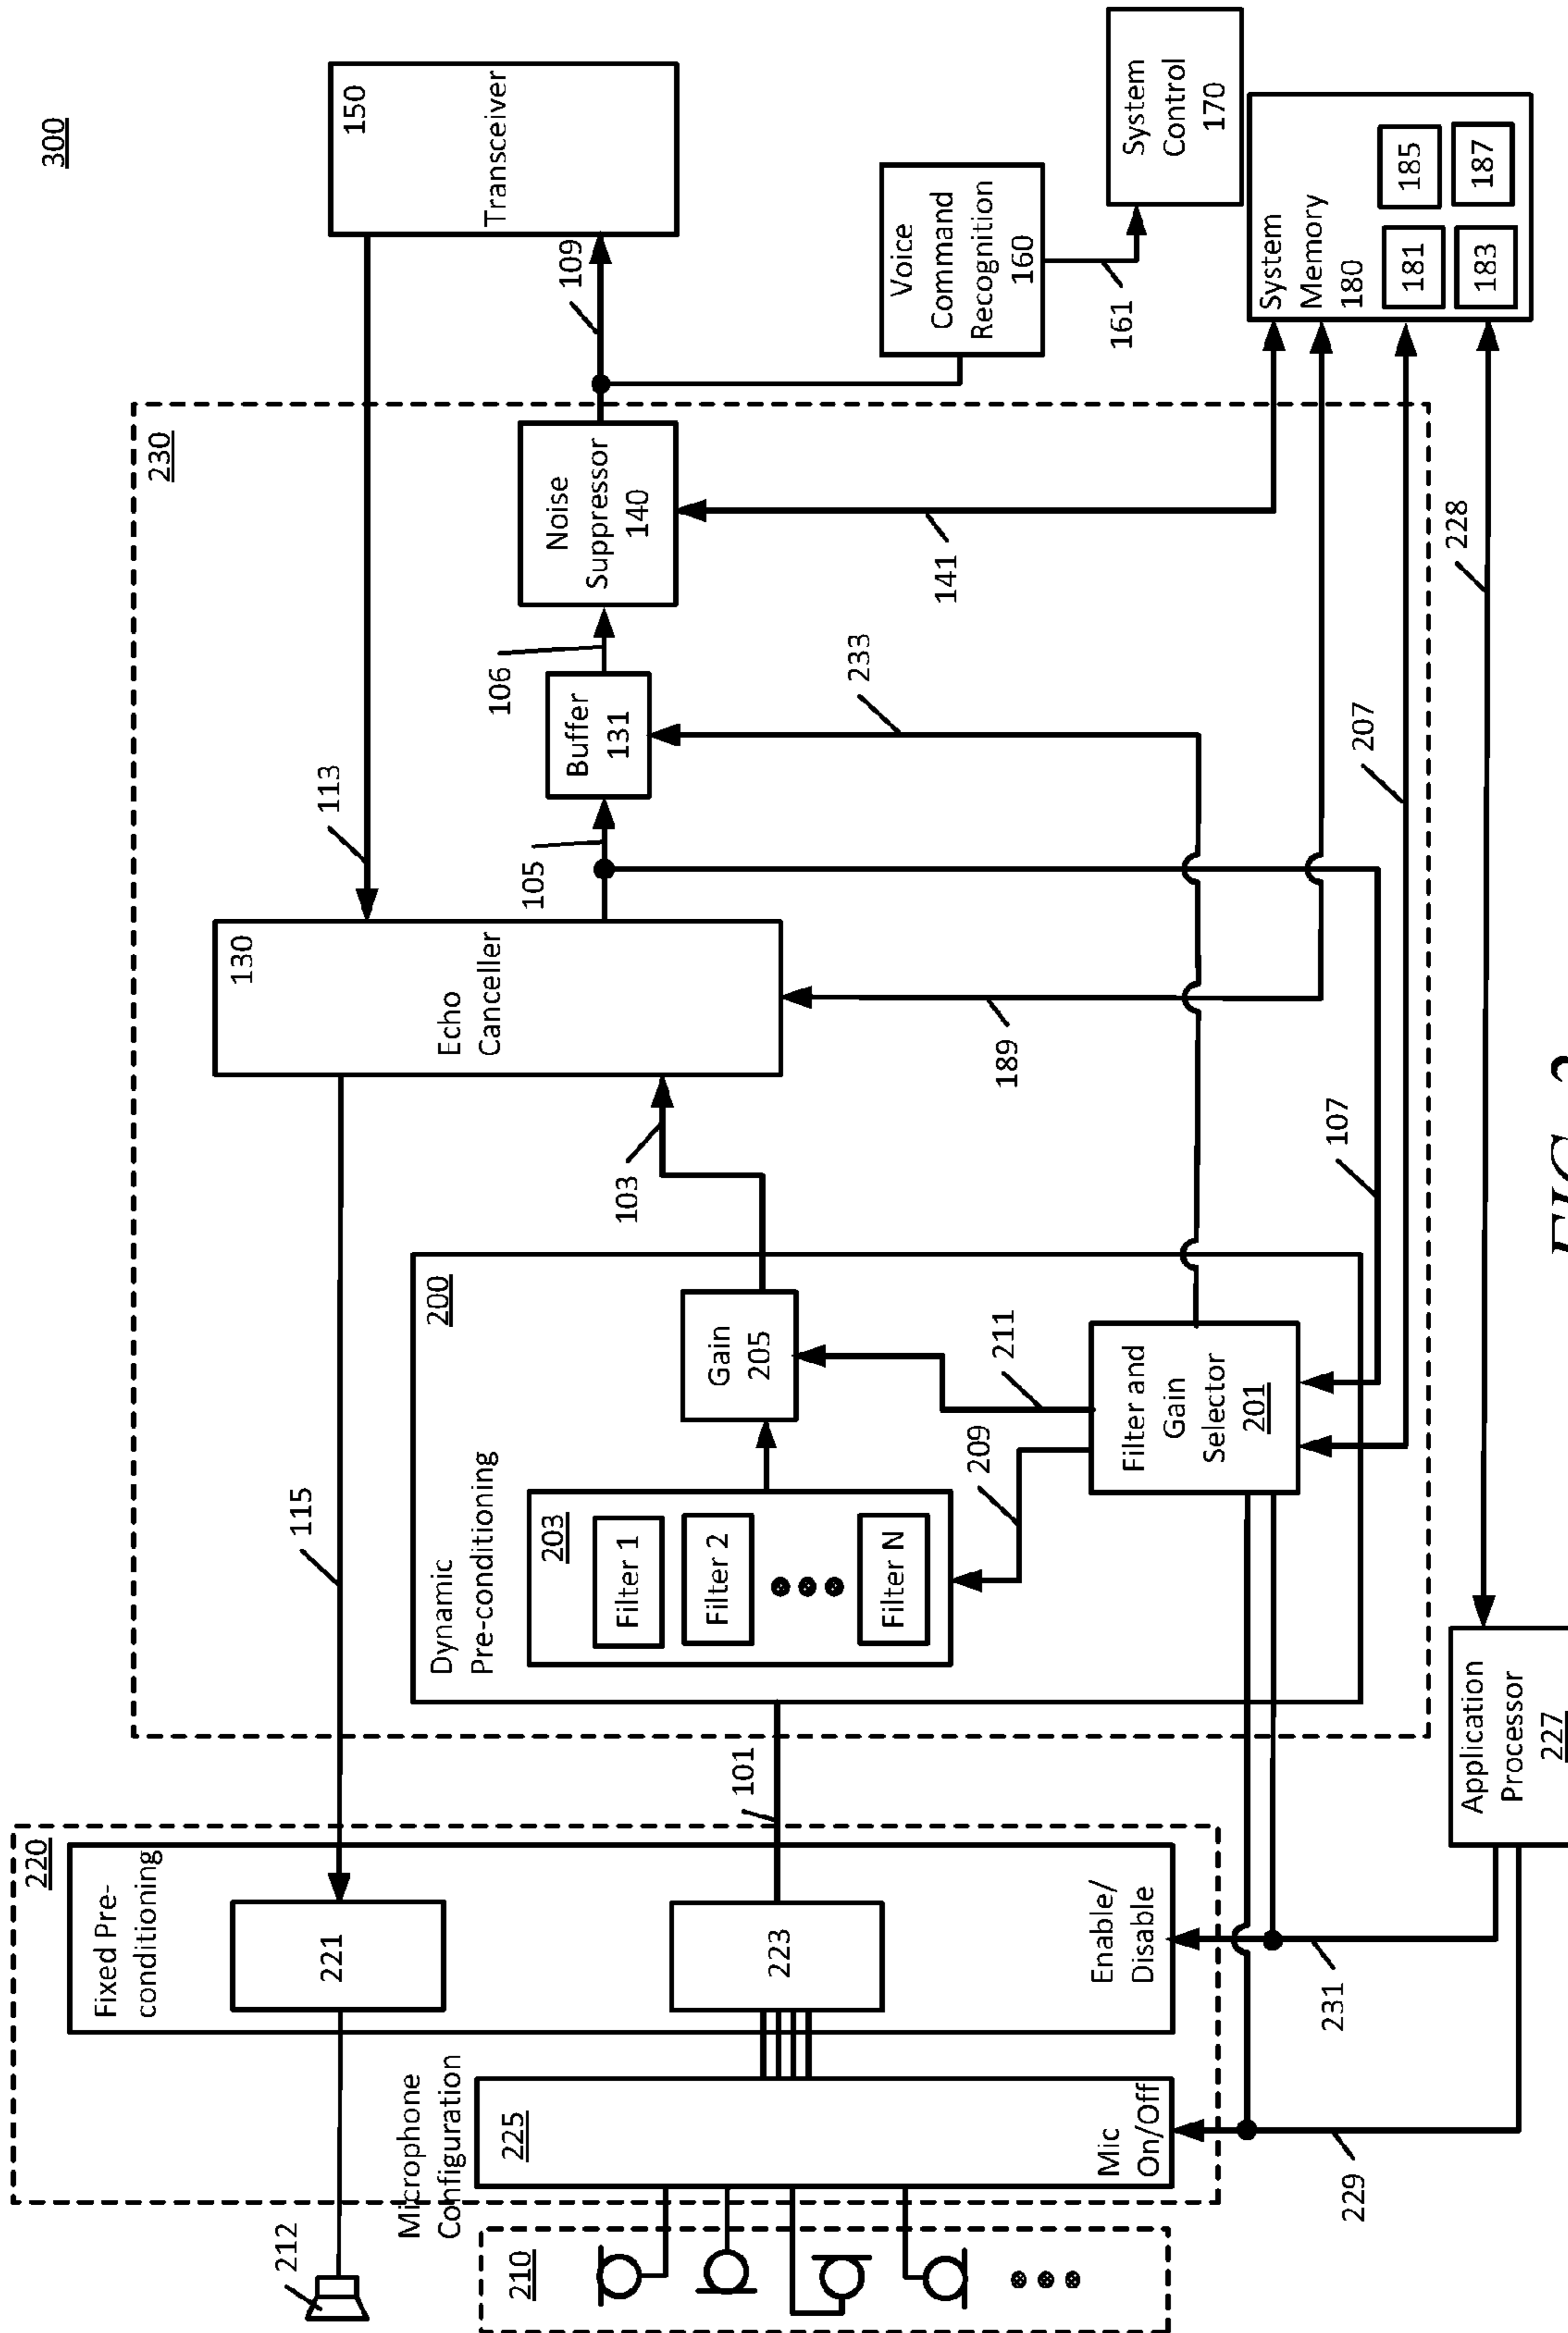 300
212
210
220
Fixed Pre-
conditioning
221
223
Enable/
Disable
Microphone
Configuration
225
Mic
On/Off
229
231
101
115
Application
Processor
227
228
230
Dynamic
Pre-conditioning
200
203
Filter 1
Filter 2
Filter N
Gain
205
209
211
Filter and
Gain
Selector
201
103
107
207
130
Echo
Canceller
189
113
105
Buffer
131
106
233
Noise
Suppressor
140
141
109
150
Transceiver
Voice
Command
Recognition
160
161
System
Control
170
System
Memory
180
181
185
183
187